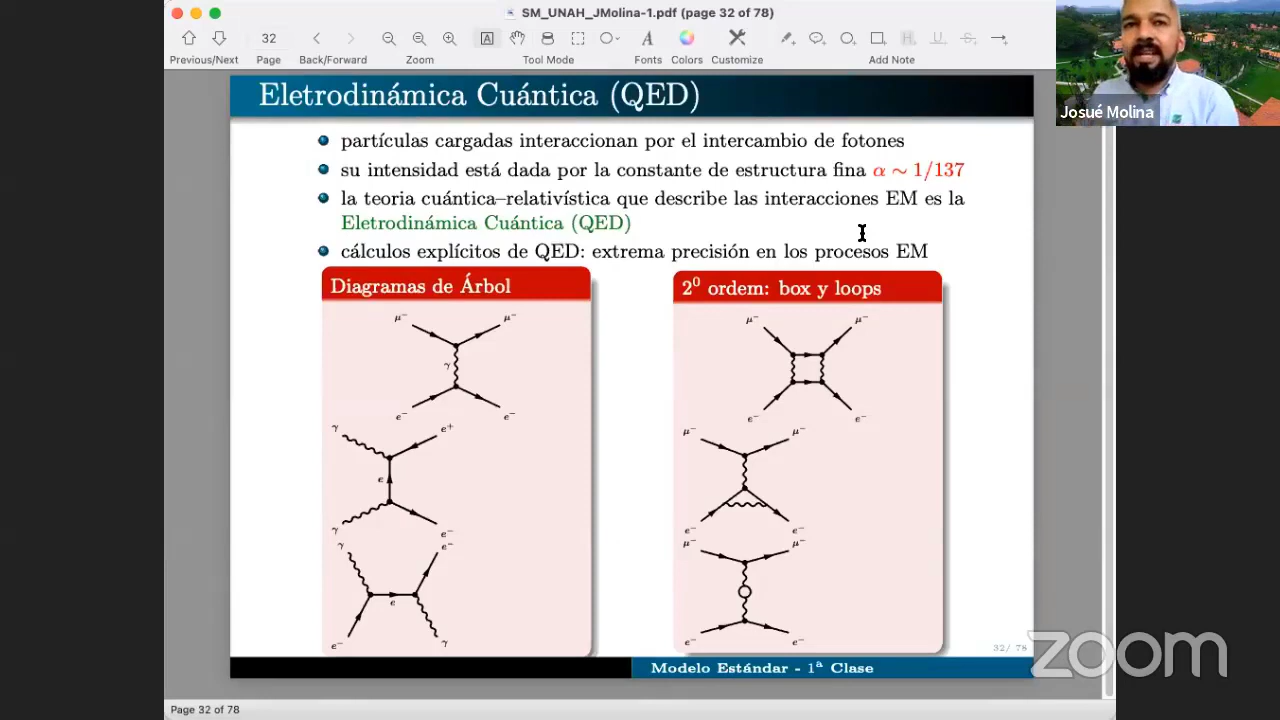 SM_UNAH_JMolina-1.pdf (page 32 of 78)
32
Previous/Next Page Back/Forward Zoom Tool Mode Fonts Colors Customize Add Note
Josué Molina
Eletrodinámica Cuántica (QED)
partículas cargadas interaccionan por el intercambio de fotones
su intensidad está dada por la constante de estructura fina α ∼ 1/137
la teoria cuántica–relativística que describe las interacciones EM es la
Eletrodinámica Cuántica (QED)
cálculos explícitos de QED: extrema precisión en los procesos EM
Diagramas de Árbol
μ⁻ μ⁻
γ
e⁻ e⁻
γ e⁺
e
γ e⁻
γ e⁻
e
e⁻ γ
2⁰ ordem: box y loops
μ⁻ μ⁻
e⁻ e⁻
μ⁻ μ⁻
e⁻ e⁻
μ⁻ μ⁻
e⁻ e⁻
32/ 78
Modelo Estándar - 1ª Clase
zoom
Page 32 of 78